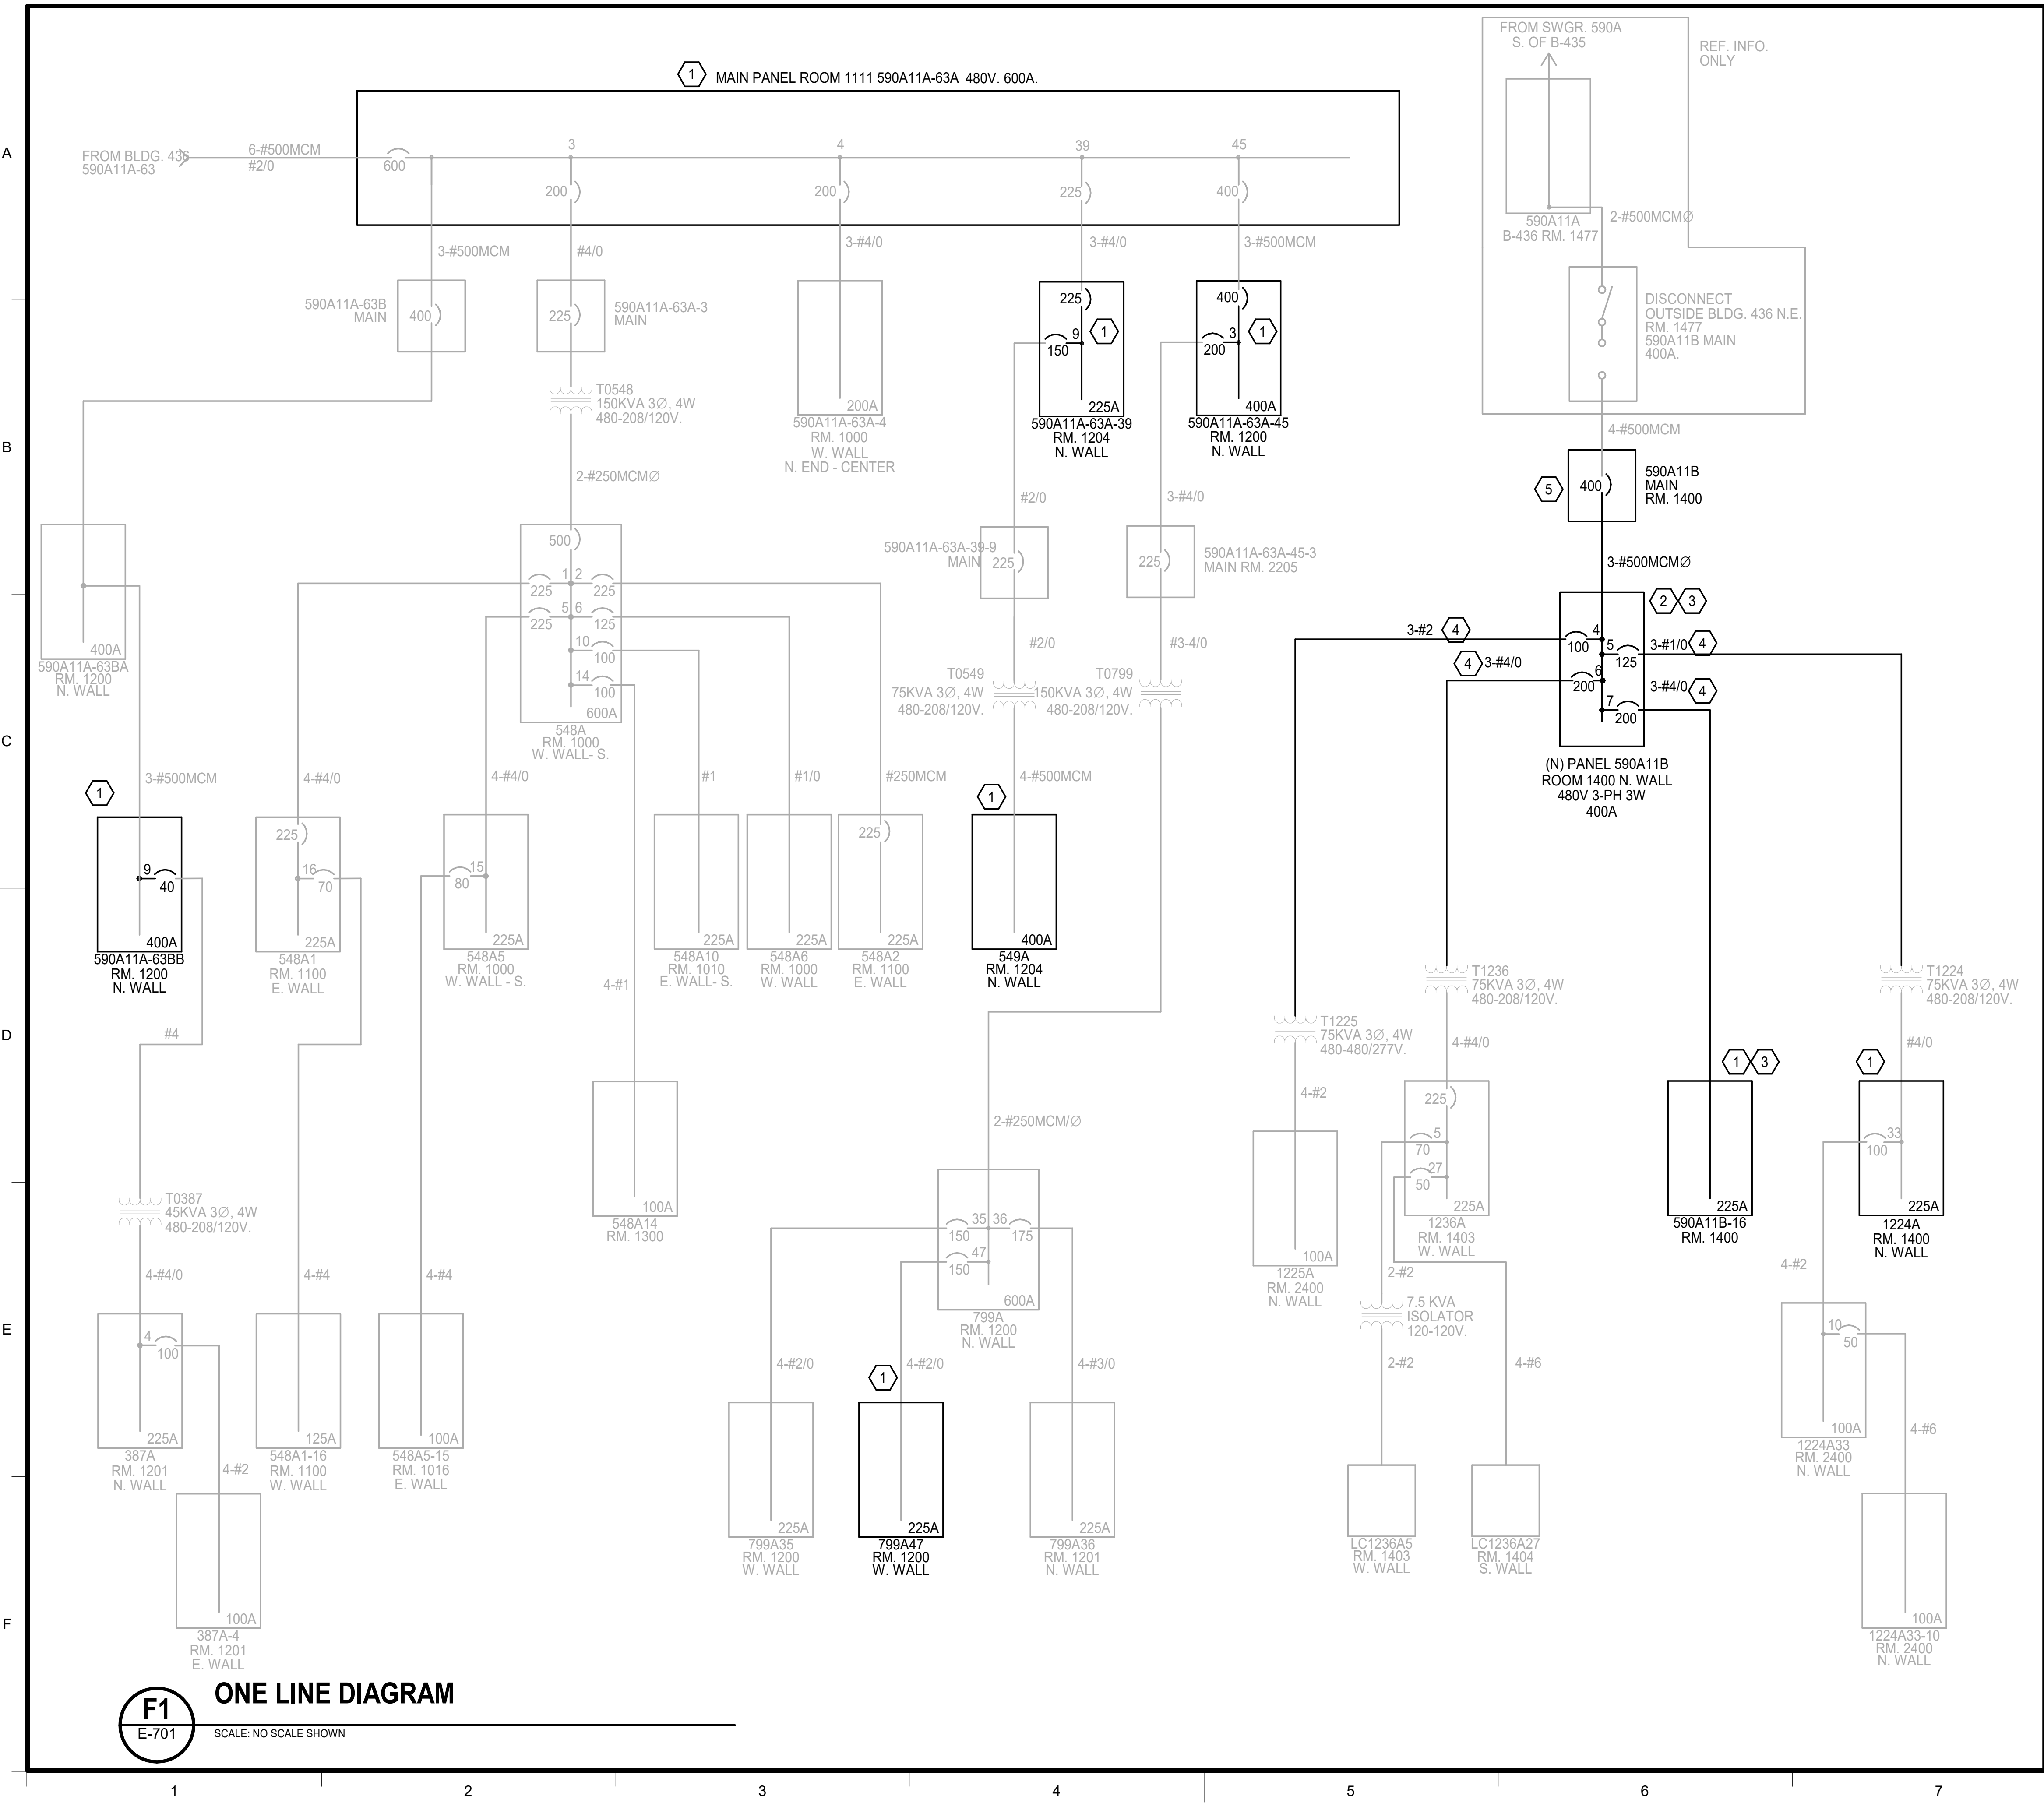 FROM SWGR. 590A
S. OF B-435
REF. INFO.
ONLY
1
MAIN PANEL ROOM 1111 590A11A-63A 480V. 600A.
A
FROM BLDG. 436
590A11A-63
6-#500MCM
#2/0
600
3
4
39
45
200
200
225
400
590A11A
B-436 RM. 1477
2-#500MCMØ
3-#500MCM
#4/0
3-#4/0
3-#4/0
3-#500MCM
590A11A-63B
MAIN
400
225
590A11A-63A-3
MAIN
225
9
150
1
225A
400
3
200
1
400A
DISCONNECT
OUTSIDE BLDG. 436 N.E.
RM. 1477
590A11B MAIN
400A.
T0548
150KVA 3Ø, 4W
480-208/120V.
200A
590A11A-63A-4
RM. 1000
W. WALL
N. END - CENTER
590A11A-63A-39
RM. 1204
N. WALL
590A11A-63A-45
RM. 1200
N. WALL
4-#500MCM
B
2-#250MCMØ
#2/0
3-#4/0
5
400
590A11B
MAIN
RM. 1400
500
590A11A-63A-39-9
MAIN
225
225
590A11A-63A-45-3
MAIN RM. 2205
3-#500MCMØ
1
2
225
225
5
6
225
125
10
100
14
100
600A
548A
RM. 1000
W. WALL- S.
400A
590A11A-63BA
RM. 1200
N. WALL
#2/0
#3-4/0
T0549
75KVA 3Ø, 4W
480-208/120V.
T0799
150KVA 3Ø, 4W
480-208/120V.
2
3
3-#2
4
4
3-#4/0
4
100
5
125
6
200
7
200
3-#1/0
4
3-#4/0
4
C
(N) PANEL 590A11B
ROOM 1400 N. WALL
480V 3-PH 3W
400A
3-#500MCM
4-#4/0
4-#4/0
#1
#1/0
#250MCM
4-#500MCM
1
1
9
40
400A
590A11A-63BB
RM. 1200
N. WALL
225
16
70
225A
548A1
RM. 1100
E. WALL
15
80
225A
548A5
RM. 1000
W. WALL - S.
225A
548A10
RM. 1010
E. WALL- S.
225A
548A6
RM. 1000
W. WALL
225
225A
548A2
RM. 1100
E. WALL
400A
549A
RM. 1204
N. WALL
T1236
75KVA 3Ø, 4W
480-208/120V.
T1224
75KVA 3Ø, 4W
480-208/120V.
4-#1
D
#4
T1225
75KVA 3Ø, 4W
480-480/277V.
4-#4/0
#4/0
1
3
1
4-#2
2-#250MCM/Ø
225
5
70
27
50
225A
1236A
RM. 1403
W. WALL
225A
590A11B-16
RM. 1400
33
100
225A
1224A
RM. 1400
N. WALL
T0387
45KVA 3Ø, 4W
480-208/120V.
100A
548A14
RM. 1300
35
36
150
175
47
150
600A
799A
RM. 1200
N. WALL
100A
1225A
RM. 2400
N. WALL
4-#4/0
4-#4
4-#4
2-#2
7.5 KVA
ISOLATOR
120-120V.
4-#2
E
4
100
225A
387A
RM. 1201
N. WALL
125A
548A1-16
RM. 1100
W. WALL
100A
548A5-15
RM. 1016
E. WALL
4-#2/0
1
4-#2/0
4-#3/0
2-#2
4-#6
10
50
100A
1224A33
RM. 2400
N. WALL
4-#6
4-#2
225A
799A35
RM. 1200
W. WALL
225A
799A47
RM. 1200
W. WALL
225A
799A36
RM. 1201
N. WALL
LC1236A5
RM. 1403
W. WALL
LC1236A27
RM. 1404
S. WALL
F
100A
387A-4
RM. 1201
E. WALL
100A
1224A33-10
RM. 2400
N. WALL
F1
E-701
ONE LINE DIAGRAM
SCALE: NO SCALE SHOWN
1
2
3
4
5
6
7